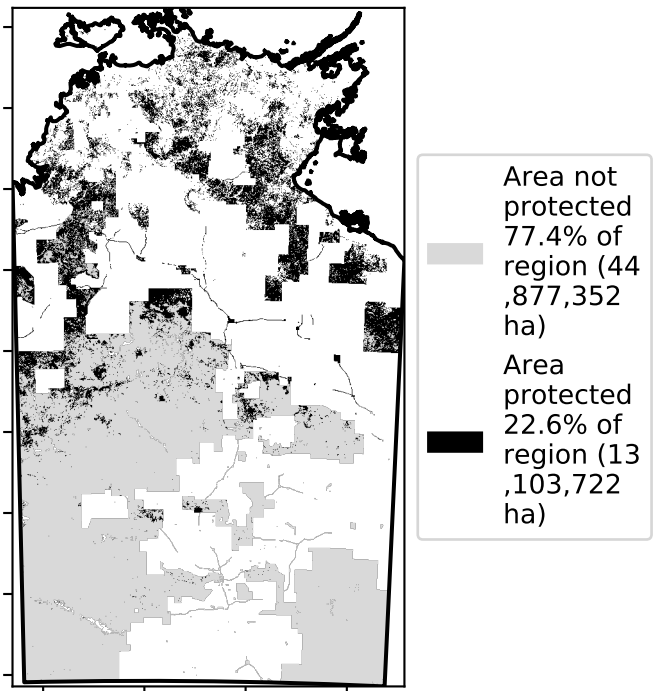 Area not
protected
77.4% of
region (44
,877,352
ha)
Area
protected
22.6% of
region (13
,103,722
ha)